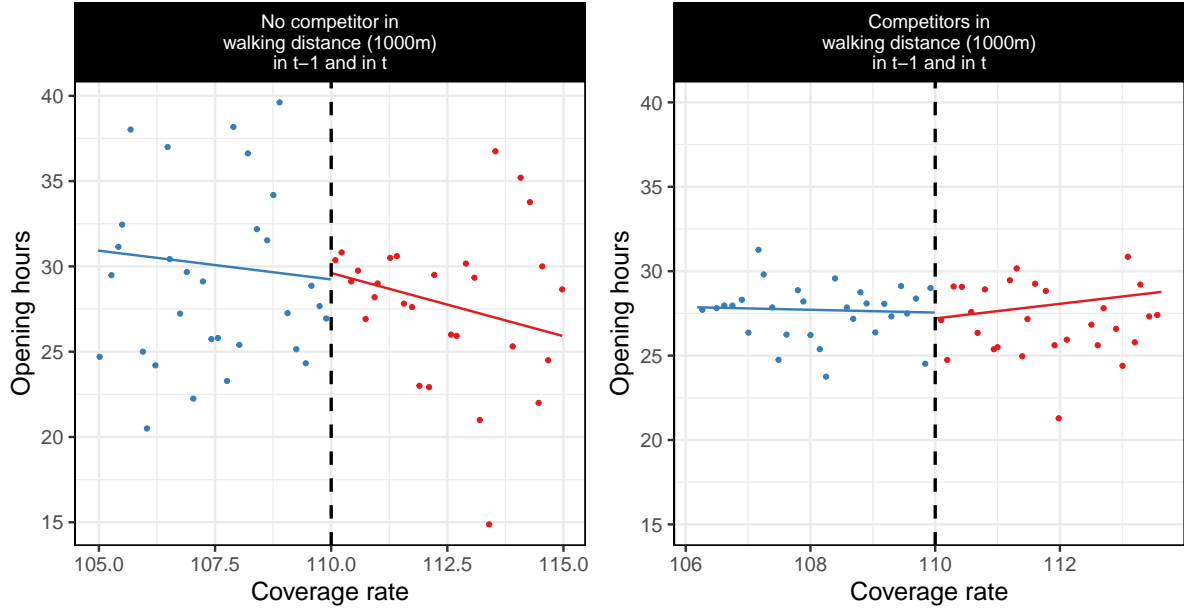 No competitor in
walking distance (1000m)
in t−1 and in t
40
35
30
25
20
15
Opening hours
105.0 107.5 110.0 112.5 115.0
Coverage rate
Competitors in
walking distance (1000m)
in t−1 and in t
40
35
30
25
20
15
Opening hours
106 108 110 112
Coverage rate